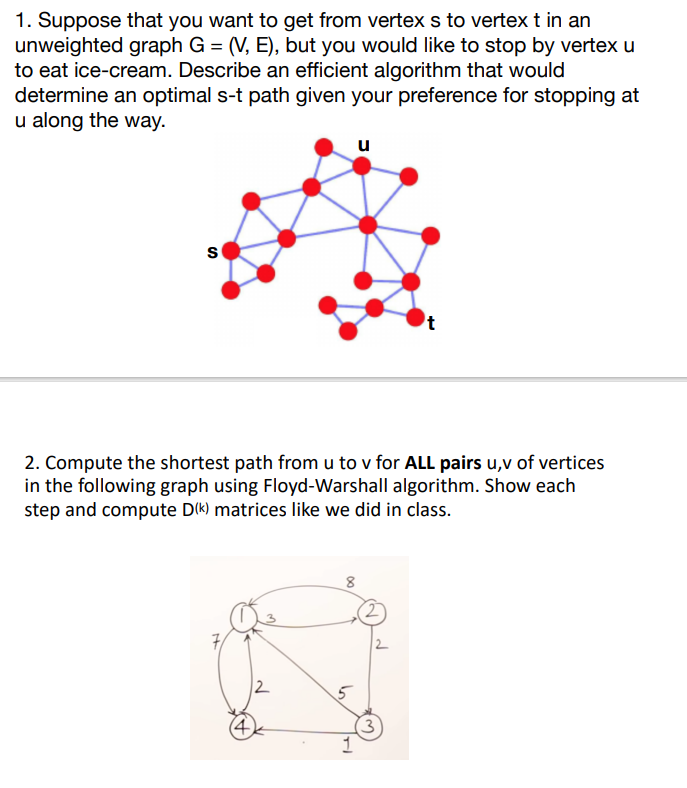 1. Suppose that you want to get from vertex s to vertex t in an
unweighted graph G = (V, E), but you would like to stop by vertex u
to eat ice-cream. Describe an efficient algorithm that would
determine an optimal s-t path given your preference for stopping at
u along the way.
u
s
t
2. Compute the shortest path from u to v for ALL pairs u,v of vertices
in the following graph using Floyd-Warshall algorithm. Show each
step and compute D(k) matrices like we did in class.
8
1 3 2
7 2
2 5
4 3
1